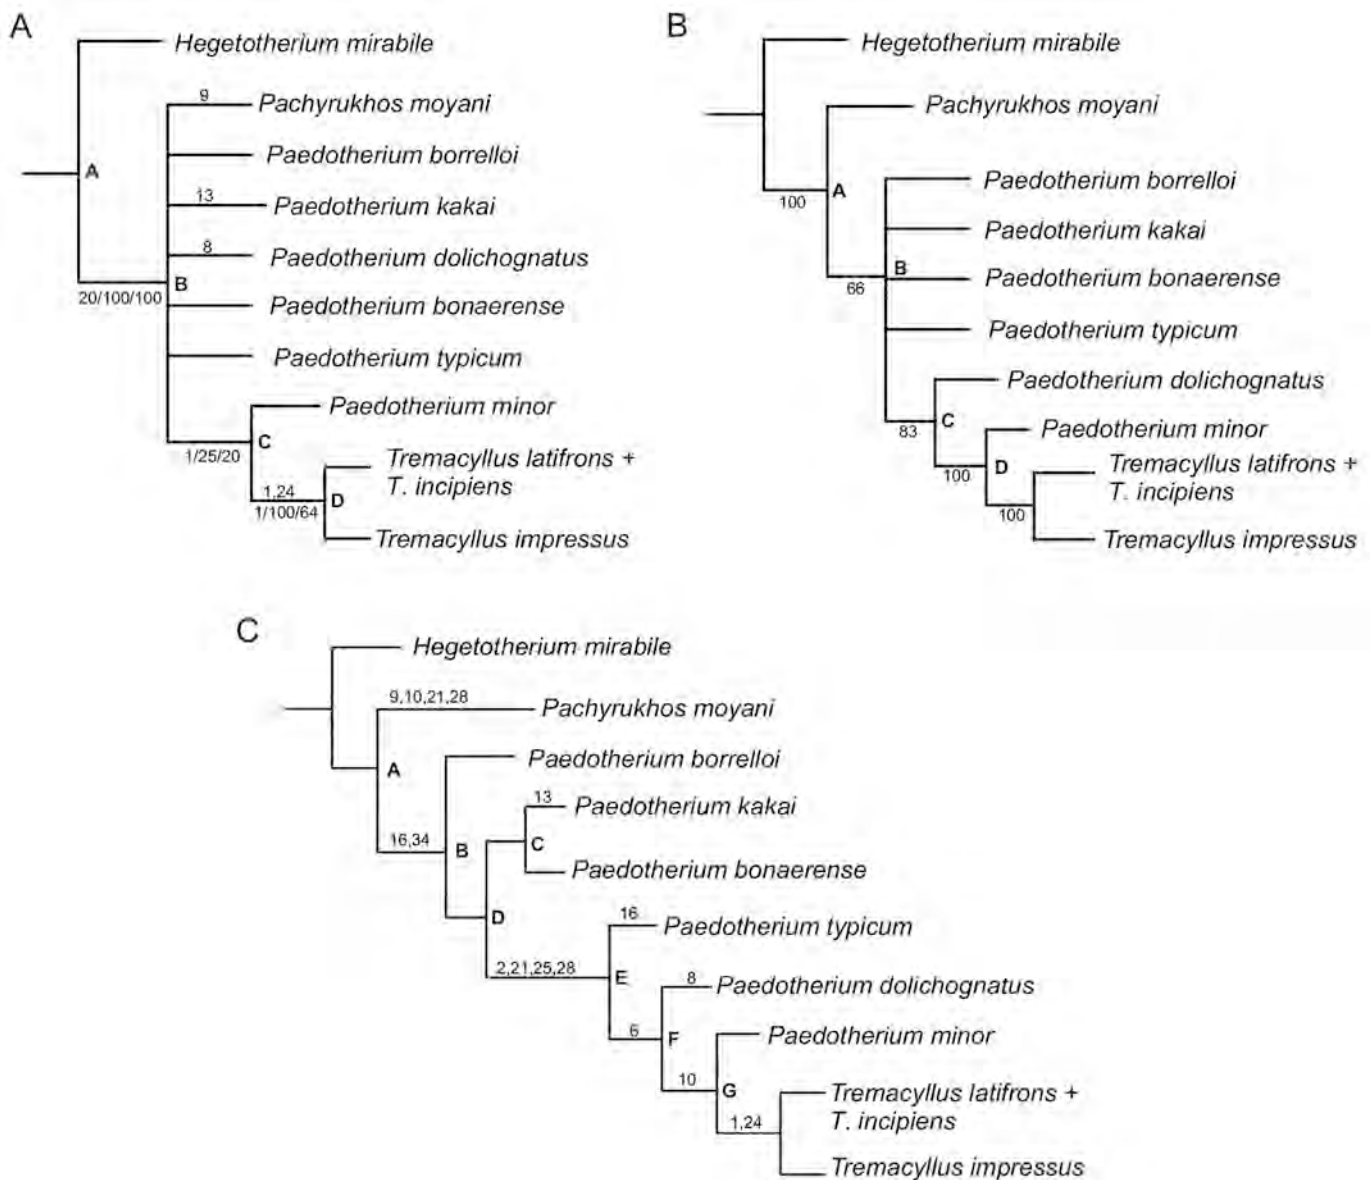 A
Hegetotherium mirabile
9
Pachyrukhos moyani
Paedotherium borrelloi
A
13
Paedotherium kakai
8
Paedotherium dolichognatus
B
20/100/100
Paedotherium bonaerense
Paedotherium typicum
Paedotherium minor
C
1/25/20
Tremacyllus latifrons +
T. incipiens
1,24
D
1/100/64
Tremacyllus impressus
B
Hegetotherium mirabile
Pachyrukhos moyani
A
100
Paedotherium borrelloi
Paedotherium kakai
B
66
Paedotherium bonaerense
Paedotherium typicum
Paedotherium dolichognatus
C
83
Paedotherium minor
D
100
Tremacyllus latifrons +
T. incipiens
100
Tremacyllus impressus
C
Hegetotherium mirabile
9,10,21,28
Pachyrukhos moyani
A
Paedotherium borrelloi
16,34
B
13
Paedotherium kakai
C
Paedotherium bonaerense
D
16
Paedotherium typicum
2,21,25,28
E
8
Paedotherium dolichognatus
6
F
Paedotherium minor
10
G
Tremacyllus latifrons +
T. incipiens
1,24
Tremacyllus impressus